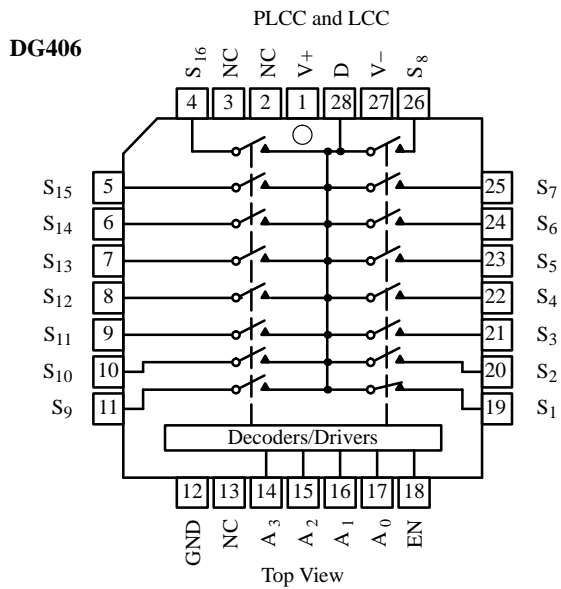 PLCC and LCC
DG406
S16 NC NC V+ D V− S8
4 3 2 1 28 27 26
S15 5 25 S7
S14 6 24 S6
S13 7 23 S5
S12 8 22 S4
S11 9 21 S3
S10 10 20 S2
S9 11 19 S1
Decoders/Drivers
12 13 14 15 16 17 18
GND NC A3 A2 A1 A0 EN
Top View